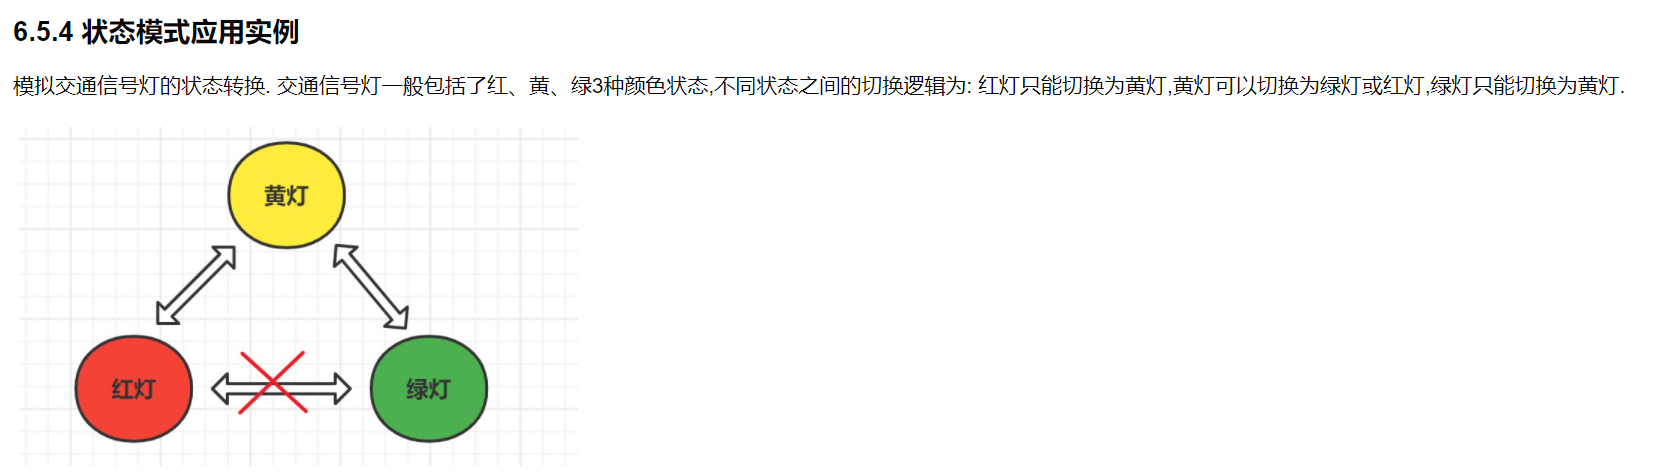 6.5.4 状态模式应用实例
模拟交通信号灯的状态转换. 交通信号灯一般包括了红、黄、绿3种颜色状态,不同状态之间的切换逻辑为: 红灯只能切换为黄灯,黄灯可以切换为绿灯或红灯,绿灯只能切换为黄灯.
黄灯
红灯
绿灯